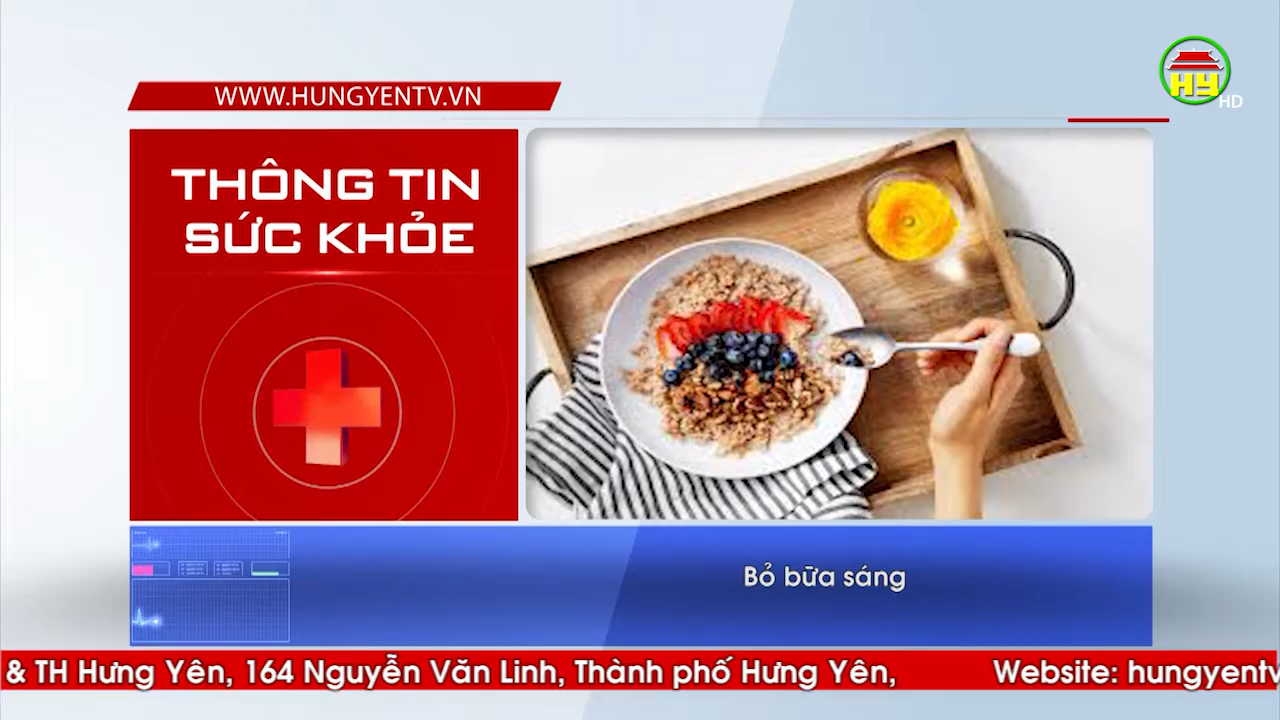 WWW.HUNGYENTV.VN
HY
HD
THÔNG TIN
SỨC KHỎE
Bỏ bữa sáng
& TH Hưng Yên, 164 Nguyễn Văn Linh, Thành phố Hưng Yên, Website: hungyentv